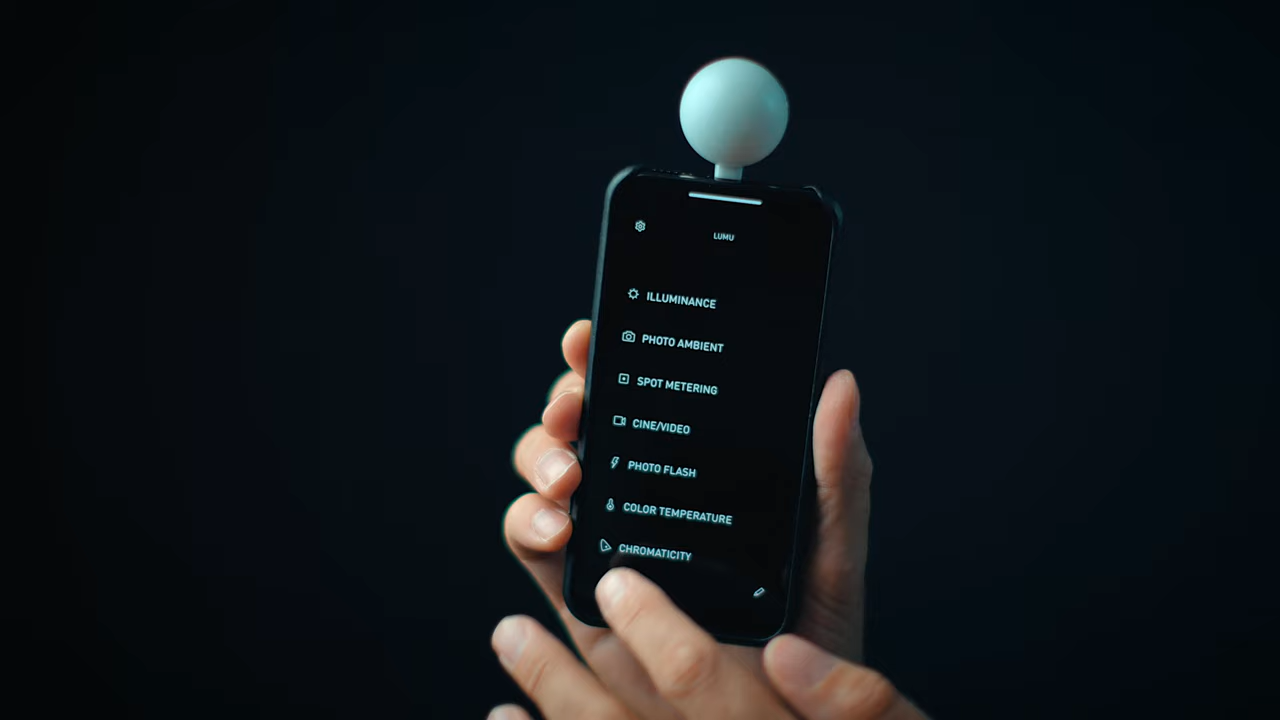 LUMU
ILLUMINANCE
PHOTO AMBIENT
SPOT METERING
CINE/VIDEO
PHOTO FLASH
COLOR TEMPERATURE
CHROMATICITY